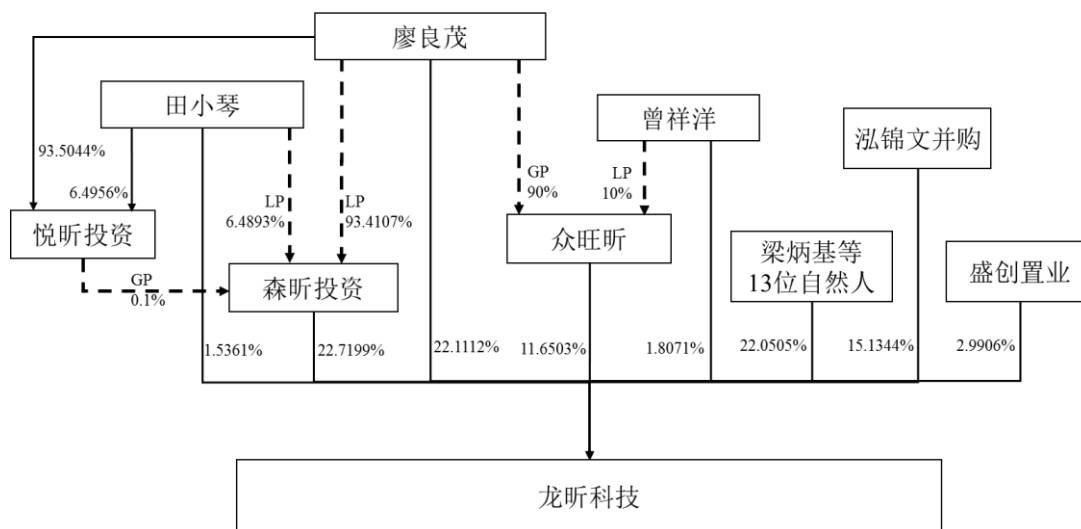 廖良茂
田小琴
曾祥洋
泓锦文并购
93.5044%
6.4956%
LP
6.4893%
LP
93.4107%
GP
90%
LP
10%
悦昕投资
众旺昕
梁炳基等
13位自然人
盛创置业
GP
0.1%
森昕投资
1.5361%
22.7199%
22.1112%
11.6503%
1.8071%
22.0505%
15.1344%
2.9906%
龙昕科技